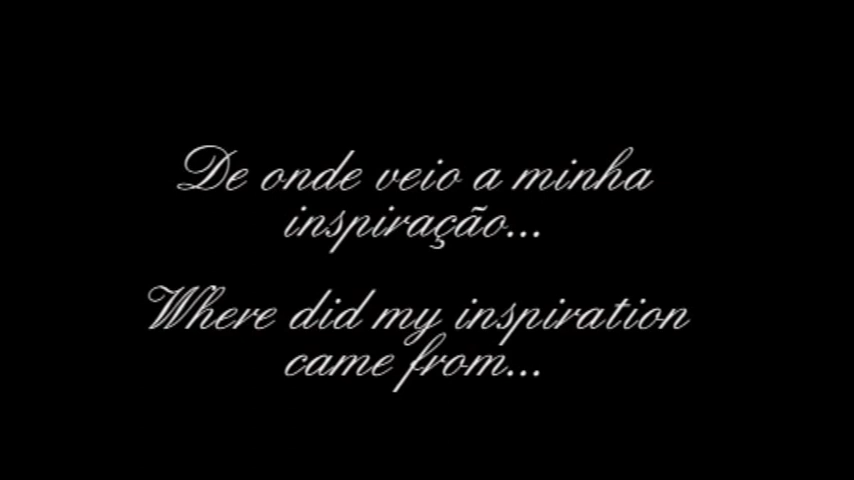 De onde veio a minha
inspiração...
Where did my inspiration
came from...